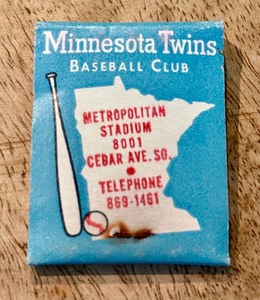 Minnesota Twins
BASEBALL CLUB
METROPOLITAN
STADIUM
8001
CEDAR AVE. SO.
•
TELEPHONE
869-1461